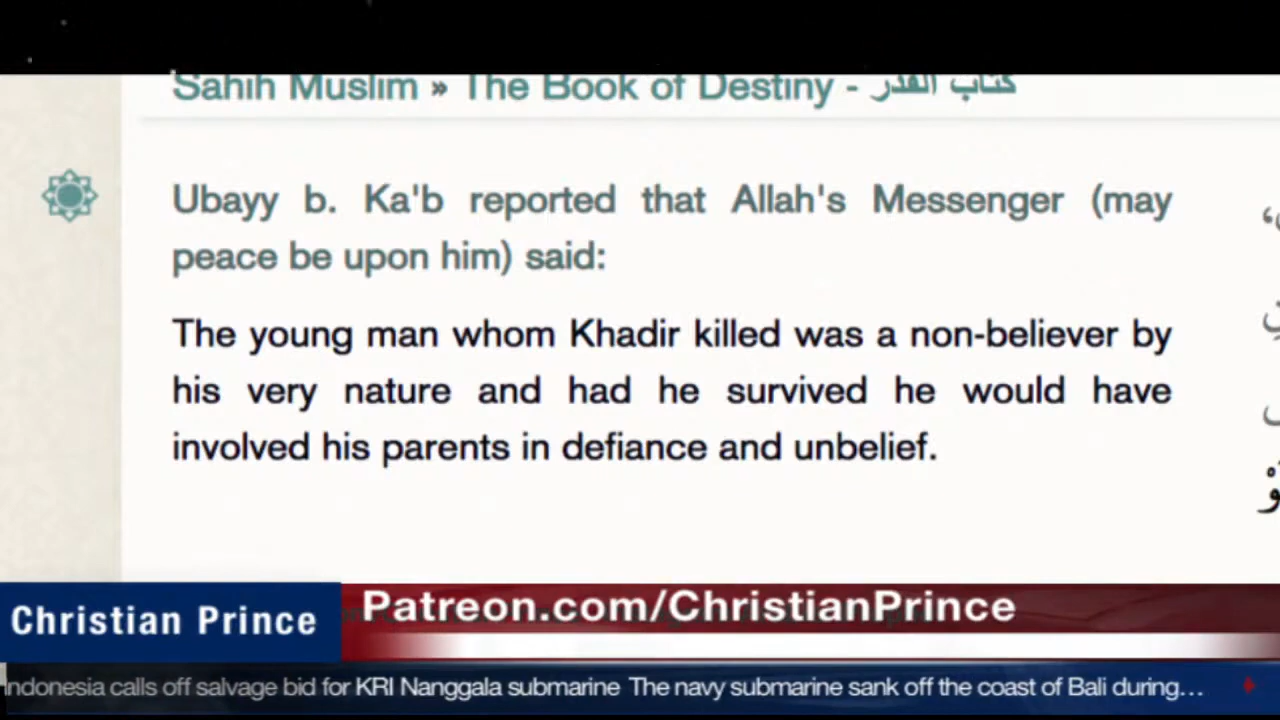 Sahih Muslim » The Book of Destiny - كتاب القدر
Ubayy b. Ka'b reported that Allah's Messenger (may
peace be upon him) said:
The young man whom Khadir killed was a non-believer by
his very nature and had he survived he would have
involved his parents in defiance and unbelief.
Christian Prince
Patreon.com/ChristianPrince
Indonesia calls off salvage bid for KRI Nanggala submarine The navy submarine sank off the coast of Bali during...